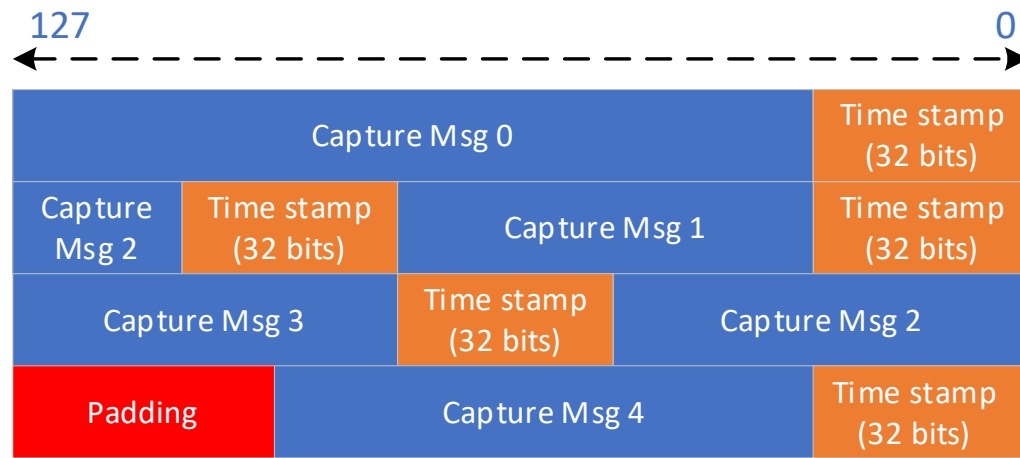 127
0
Capture Msg 0
Time stamp
(32 bits)
Capture
Msg 2
Time stamp
(32 bits)
Capture Msg 1
Time stamp
(32 bits)
Capture Msg 3
Time stamp
(32 bits)
Capture Msg 2
Padding
Capture Msg 4
Time stamp
(32 bits)